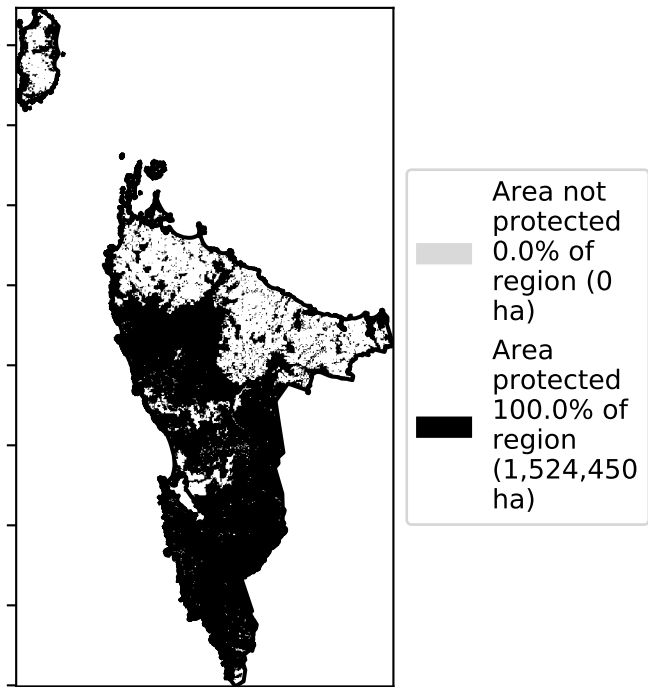 Area not
protected
0.0% of
region (0
ha)
Area
protected
100.0% of
region
(1,524,450
ha)